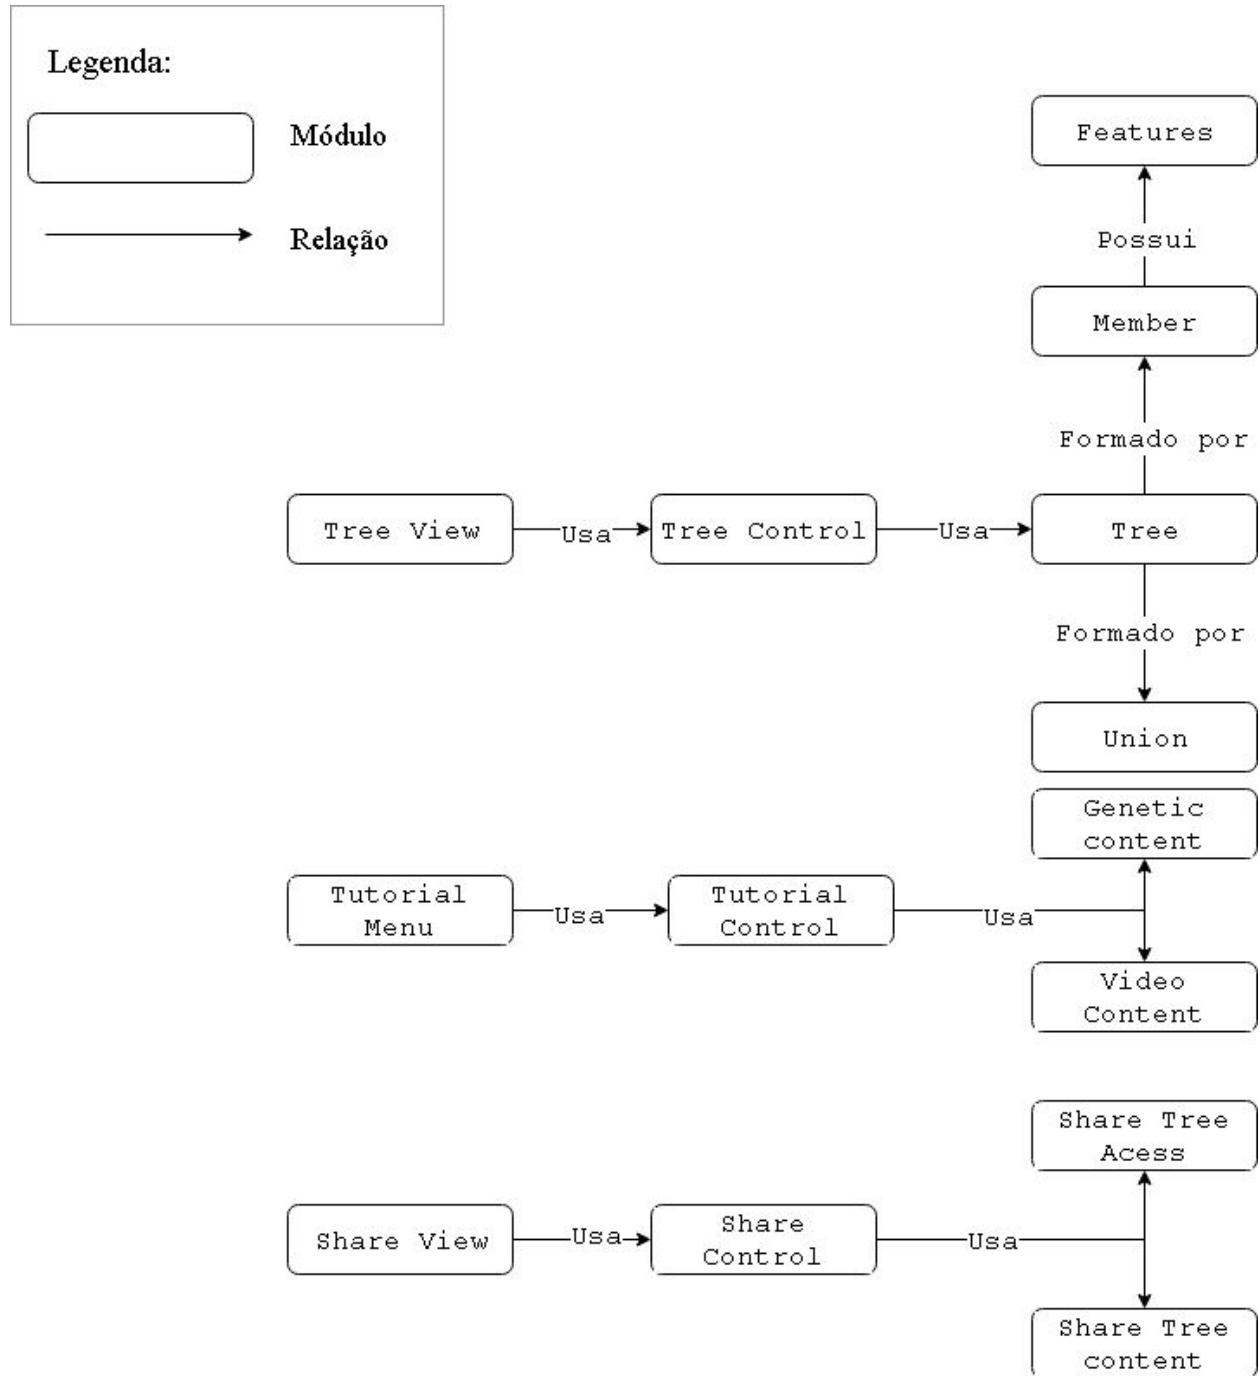 Legenda:
Módulo
Relação
Features
Possui
Member
Formado por
Tree View
Usa
Tree Control
Usa
Tree
Formado por
Union
Genetic
content
Tutorial
Menu
Usa
Tutorial
Control
Usa
Video
Content
Share Tree
Acess
Share View
Usa
Share
Control
Usa
Share Tree
content